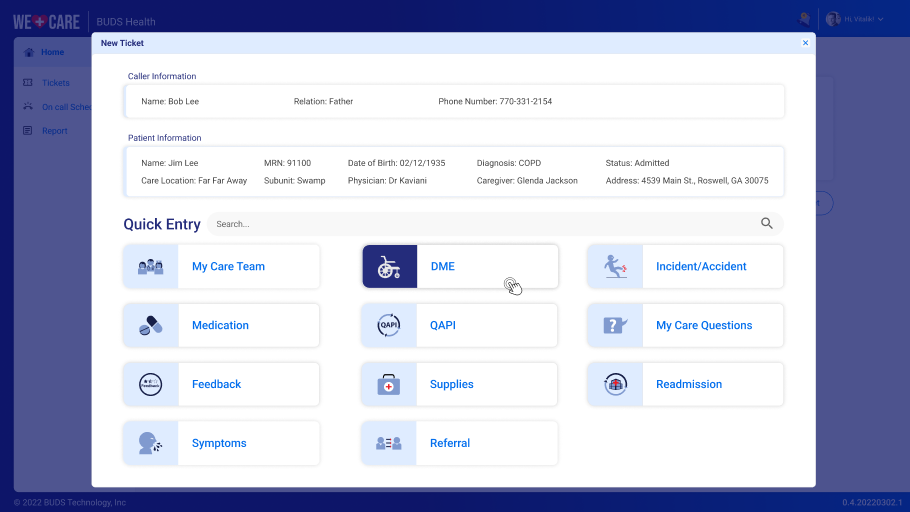 WE CARE BUDS Health
Hi, Vitalik!
New Ticket
Home
Tickets
On call Sche
Report
Caller Information
Name: Bob Lee Relation: Father Phone Number: 770-331-2154
Patient Information
Name: Jim Lee MRN: 91100 Date of Birth: 02/12/1935 Diagnosis: COPD Status: Admitted
Care Location: Far Far Away Subunit: Swamp Physician: Dr Kaviani Caregiver: Glenda Jackson Address: 4539 Main St., Roswell, GA 30075
Quick Entry Search...
My Care Team DME Incident/Accident
Medication QAPI QAPI ? My Care Questions
Feedback Feedback Supplies Readmission
Symptoms Referral
© 2022 BUDS Technology, Inc 0.4.20220302.1